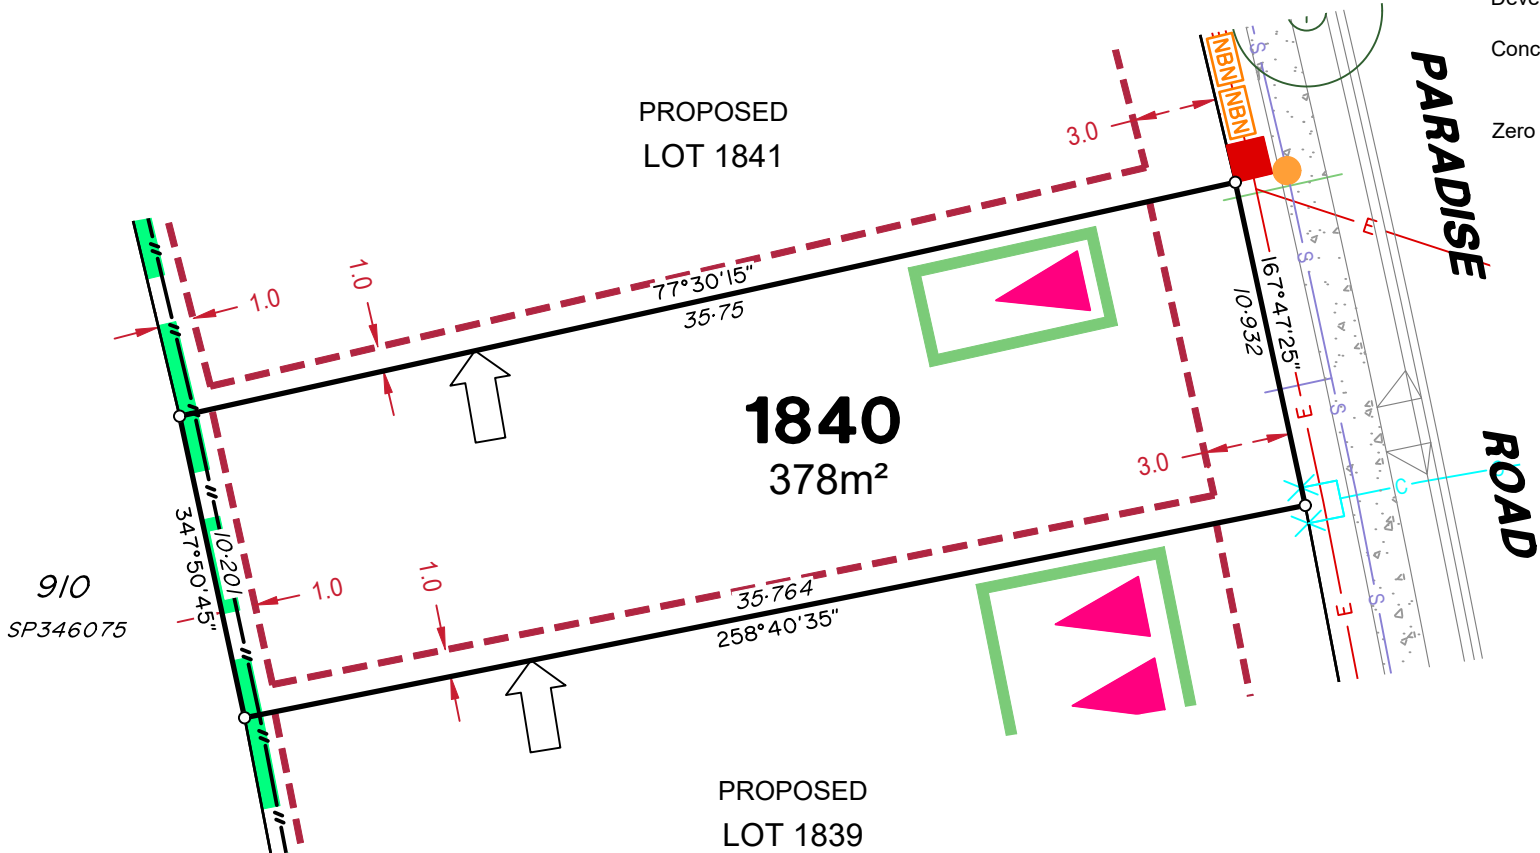 Conc
PROPOSED
LOT 1841
Zero
PARADISE
ROAD
NBN
NBN
3.0
1.0
1.0
77°30'15"
35·75
167°47'25"
10·932
1840
378m²
3.0
910
SP346075
347°50'45"
10·201
1.0
1.0
35·764
258°40'35"
PROPOSED
LOT 1839
E
E
E
S
S
S
S
C